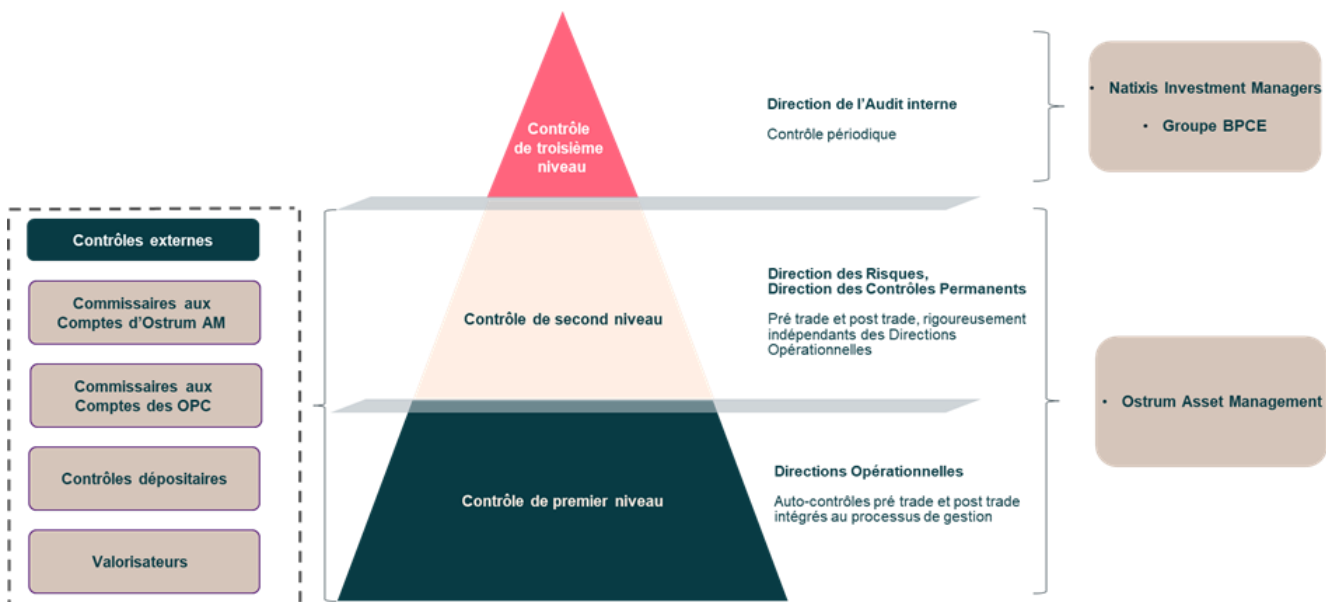 Contrôles externes
Commissaires aux
Comptes d'Ostrum AM
Commissaires aux
Comptes des OPC
Contrôles dépositaires
Valorisateurs
Contrôle
de troisième
niveau
Contrôle de second niveau
Contrôle de premier niveau
Direction de l'Audit interne
Contrôle périodique
Direction des Risques,
Direction des Contrôles Permanents
Pré trade et post trade, rigoureusement
indépendants des Directions
Opérationnelles
Directions Opérationnelles
Auto-contrôles pré trade et post trade
intégrés au processus de gestion
• Natixis Investment Managers
• Groupe BPCE
• Ostrum Asset Management